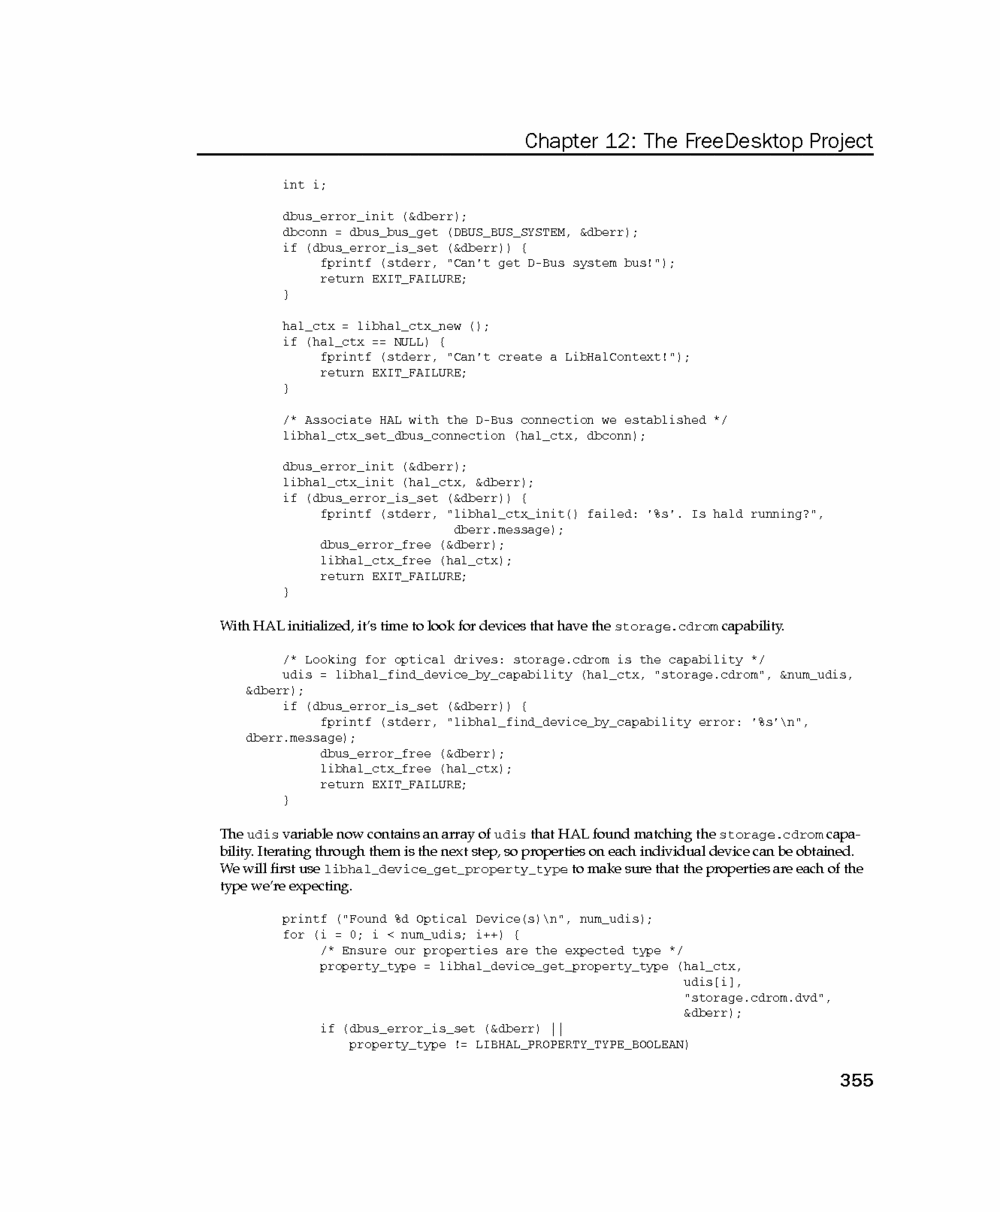 Chapter 12: The FreeDesktop Project
int i;
dbus_error_init (&dberr);
dbconn = dbus_bus_get (DBUS_BUS_SYSTEM, &dberr);
if (dbus_error_is_set (&dberr)) {
fprintf (stderr, "Can't get D-Bus system bus!");
return EXIT_FAILURE;
}
hal_ctx = libhal_ctx_new ();
if (hal_ctx == NULL) {
fprintf (stderr, "Can't create a LibHalContext!");
return EXIT_FAILURE;
}
/* Associate HAL with the D-Bus connection we established */
libhal_ctx_set_dbus_connection (hal_ctx, dbconn);
dbus_error_init (&dberr);
libhal_ctx_init (hal_ctx, &dberr);
if (dbus_error_is_set (&dberr)) {
fprintf (stderr, "libhal_ctx_init() failed: '%s'. Is hald running?",
dberr.message);
dbus_error_free (&dberr);
libhal_ctx_free (hal_ctx);
return EXIT_FAILURE;
}
With HAL initialized, it's time to look for devices that have the storage.cdrom capability.
/* Looking for optical drives: storage.cdrom is the capability */
udis = libhal_find_device_by_capability (hal_ctx, "storage.cdrom", &num_udis,
&dberr);
if (dbus_error_is_set (&dberr)) {
fprintf (stderr, "libhal_find_device_by_capability error: '%s'\n",
dberr.message);
dbus_error_free (&dberr);
libhal_ctx_free (hal_ctx);
return EXIT_FAILURE;
}
The udis variable now contains an array of udis that HAL found matching the storage.cdrom capa-
bility. Iterating through them is the next step, so properties on each individual device can be obtained.
We will first use libhal_device_get_property_type to make sure that the properties are each of the
type we're expecting.
printf ("Found %d Optical Device(s)\n", num_udis);
for (i = 0; i < num_udis; i++) {
/* Ensure our properties are the expected type */
property_type = libhal_device_get_property_type (hal_ctx,
udis[i],
"storage.cdrom.dvd",
&dberr);
if (dbus_error_is_set (&dberr) ||
property_type != LIBHAL_PROPERTY_TYPE_BOOLEAN)
355